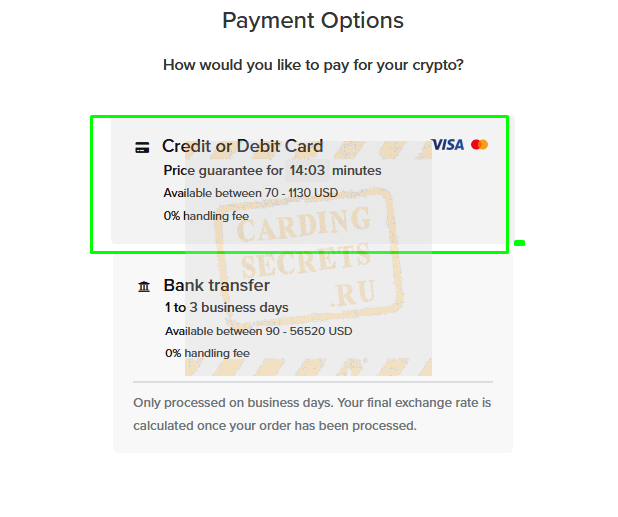 Payment Options
How would you like to pay for your crypto?
Credit or Debit Card
VISA
Price guarantee for 14:03 minutes
Available between 70 - 1130 USD
0% handling fee
CARDING
SECRETS
.RU
Bank transfer
1 to 3 business days
Available between 90 - 56520 USD
0% handling fee
Only processed on business days. Your final exchange rate is
calculated once your order has been processed.